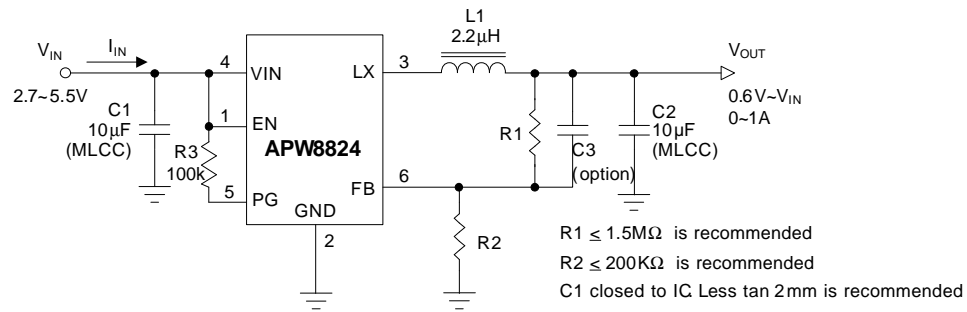 L1
2.2μH
VIN
IIN
4
VIN
LX
3
VOUT
2.7~5.5V
0.6V~VIN
0~1A
C1
10μF
(MLCC)
1
EN
R1
C3
(option)
C2
10μF
(MLCC)
R3
100k
APW8824
5
PG
FB
6
GND
2
R2
R1 ≤ 1.5MΩ is recommended
R2 ≤ 200KΩ is recommended
C1 closed to IC. Less tan 2mm is recommended